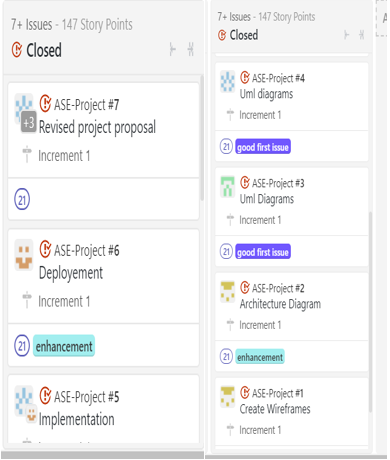 7+ Issues - 147 Story Points
Closed
ASE-Project #7
+3
Revised project proposal
Increment 1
21
ASE-Project #6
Deployement
Increment 1
21 enhancement
ASE-Project #5
Implementation
7+ Issues - 147 Story Points
Closed
ASE-Project #4
Uml diagrams
Increment 1
21 good first issue
ASE-Project #3
Uml Diagrams
Increment 1
21 good first issue
ASE-Project #2
Architecture Diagram
Increment 1
21 enhancement
ASE-Project #1
Create Wireframes
Increment 1